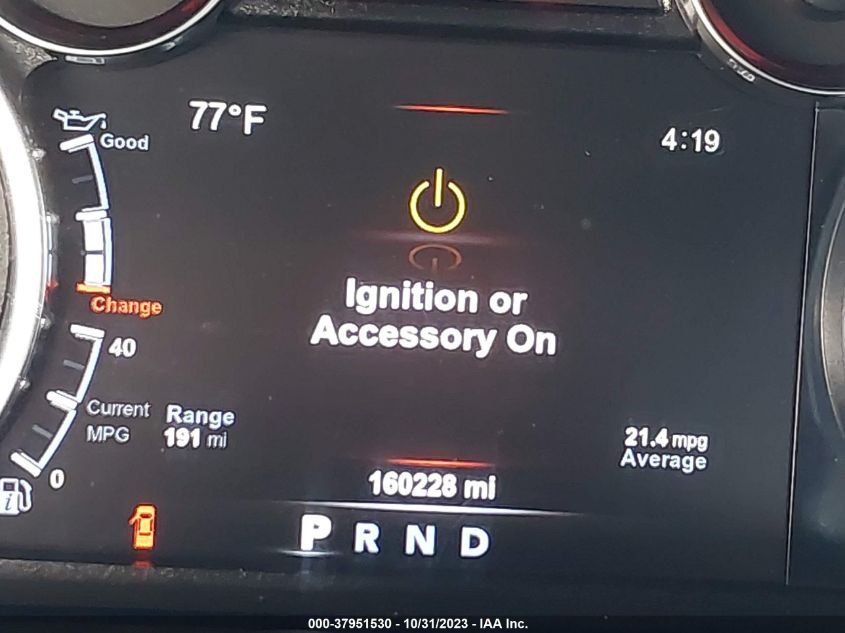 77°F
4:19
Good
Ignition or
Accessory On
Change
40
Current
MPG
Range
191 mi
21.4 mpg
Average
0
160228 mi
P R N D
000-37951530 - 10/31/2023 - IAA Inc.